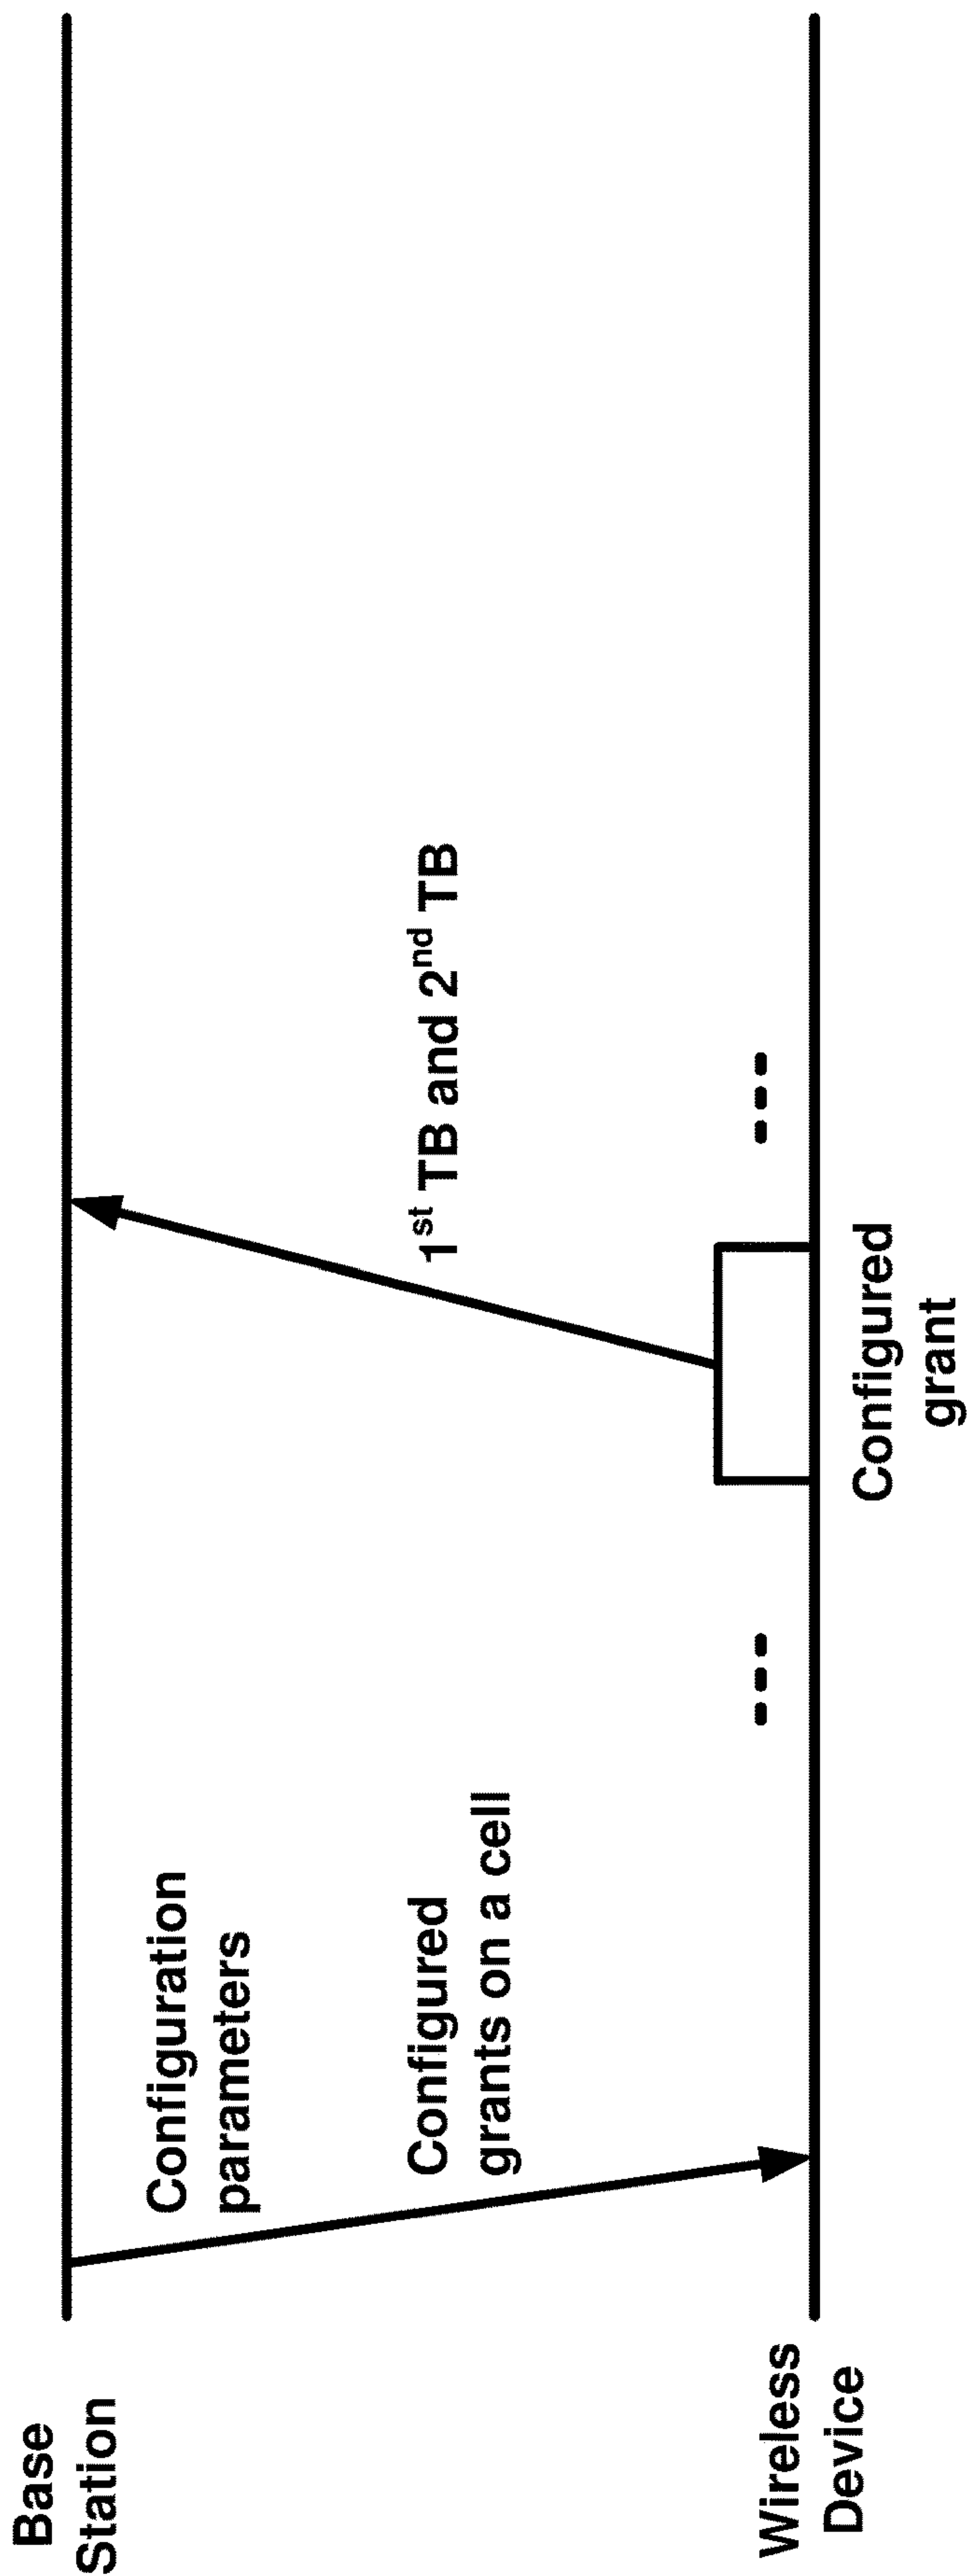 Base
Station
Configuration
parameters
Configured
grants on a cell
1st TB and 2nd TB
Wireless
Device
Configured
grant